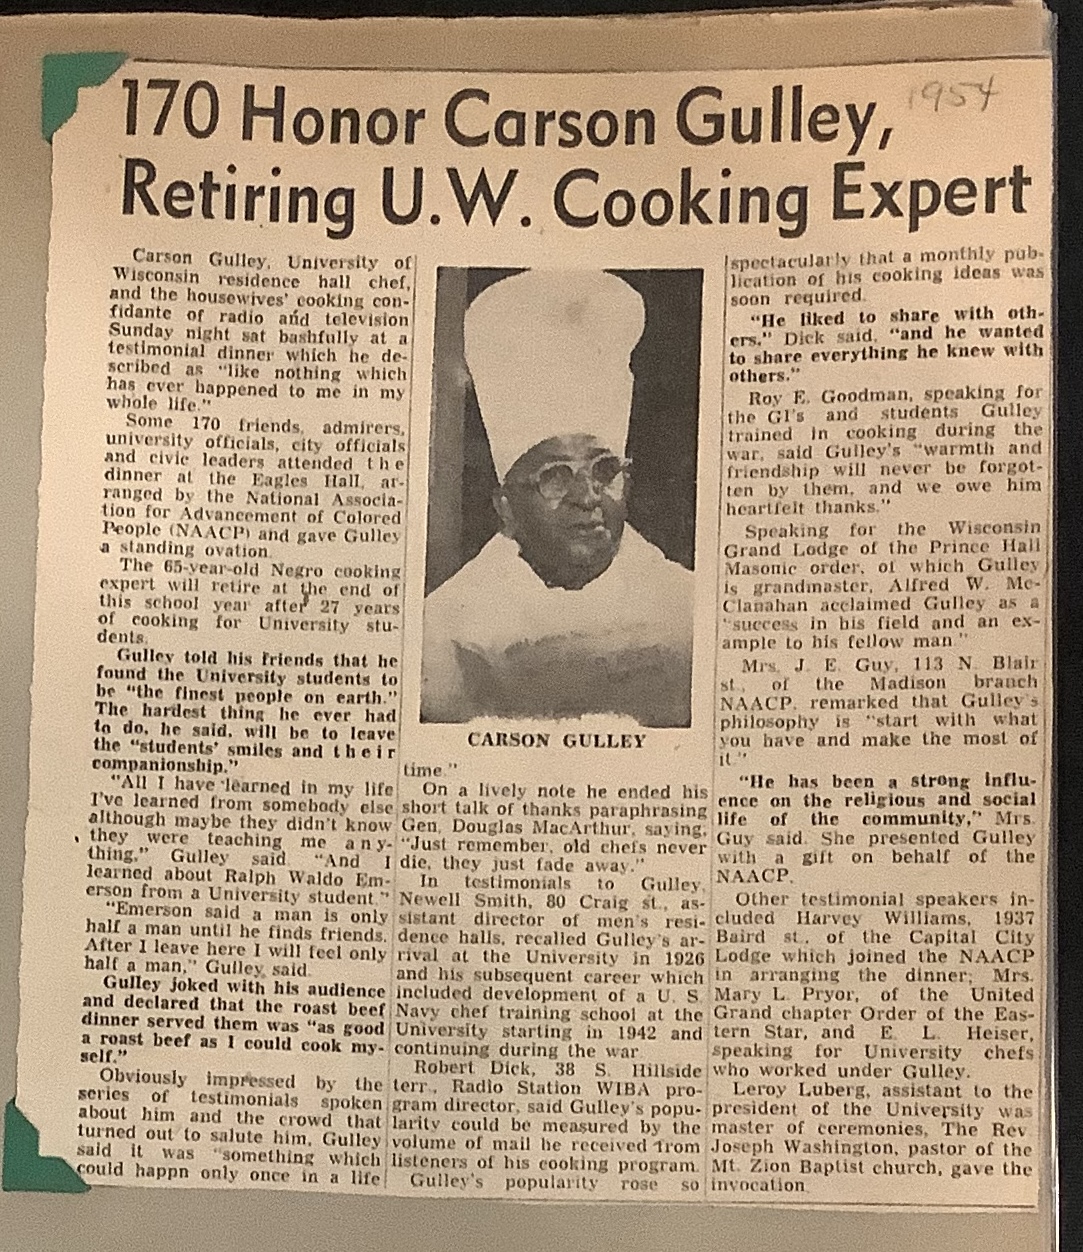 170 Honor Carson Gulley,
1954
Retiring U.W. Cooking Expert
Carson Gulley, University of
Wisconsin residence hall chef,
and the housewives' cooking con-
fidante of radio and television
Sunday night sat bashfully at a
testimonial dinner which he de-
scribed as "like nothing which
has ever happened to me in my
whole life."
Some 170 friends, admirers,
university officials, city officials
and civic leaders attended the
dinner at the Eagles Hall, ar-
ranged by the National Associa-
tion for Advancement of Colored
People (NAACP) and gave Gulley
a standing ovation.
The 65-year-old Negro cooking
expert will retire at the end of
this school year after 27 years
of cooking for University stu-
dents.
Gulley told his friends that he
found the University students to
be "the finest people on earth."
The hardest thing he ever had
to do, he said, will be to leave
the "students' smiles and their
companionship."
"All I have learned in my life
I've learned from somebody else
although maybe they didn't know
they were teaching me any-
thing," Gulley said. "And I
learned about Ralph Waldo Em-
erson from a University student."
"Emerson said a man is only
half a man until he finds friends.
After I leave here I will feel only
half a man," Gulley said.
Gulley joked with his audience
and declared that the roast beef
dinner served them was "as good
a roast beef as I could cook my-
self."
Obviously impressed by the
series of testimonials spoken
about him and the crowd that
turned out to salute him, Gulley
said it was "something which
could happn only once in a life
CARSON GULLEY
time."
On a lively note he ended his
short talk of thanks paraphrasing
Gen. Douglas MacArthur, saying,
"Just remember, old chefs never
die, they just fade away."
In testimonials to Gulley,
Newell Smith, 80 Craig st., as-
sistant director of men's resi-
dence halls, recalled Gulley's ar-
rival at the University in 1926
and his subsequent career which
included development of a U. S.
Navy chef training school at the
University starting in 1942 and
continuing during the war.
Robert Dick, 38 S. Hillside
terr., Radio Station WIBA pro-
gram director, said Gulley's popu-
larity could be measured by the
volume of mail he received from
listeners of his cooking program.
Gulley's popularity rose so
spectacularly that a monthly pub-
lication of his cooking ideas was
soon required.
"He liked to share with oth-
ers," Dick said, "and he wanted
to share everything he knew with
others."
Roy E. Goodman, speaking for
the GI's and students Gulley
trained in cooking during the
war, said Gulley's "warmth and
friendship will never be forgot-
ten by them, and we owe him
heartfelt thanks."
Speaking for the Wisconsin
Grand Lodge of the Prince Hall
Masonic order, of which Gulley
is grandmaster, Alfred W. Mc-
Clanahan acclaimed Gulley as a
"success in his field and an ex-
ample to his fellow man."
Mrs. J. E. Guy, 113 N. Blair
st., of the Madison branch
NAACP, remarked that Gulley's
philosophy is "start with what
you have and make the most of
it."
"He has been a strong influ-
ence on the religious and social
life of the community," Mrs.
Guy said. She presented Gulley
with a gift on behalf of the
NAACP.
Other testimonial speakers in-
cluded Harvey Williams, 1937
Baird st., of the Capital City
Lodge which joined the NAACP
in arranging the dinner; Mrs.
Mary L. Pryor, of the United
Grand chapter Order of the Eas-
tern Star, and E. L. Heiser,
speaking for University chefs
who worked under Gulley.
Leroy Luberg, assistant to the
president of the University was
master of ceremonies, The Rev.
Joseph Washington, pastor of the
Mt. Zion Baptist church, gave the
invocation.